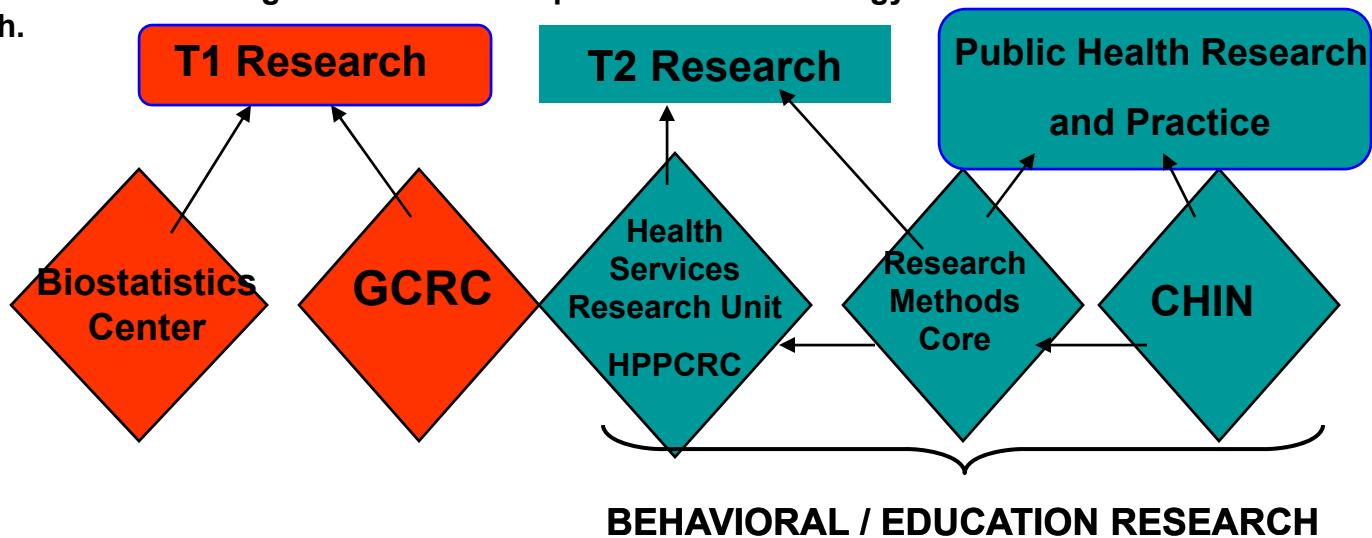 h.
T1 Research
T2 Research
Public Health Research
and Practice
Biostatistics
Center
GCRC
Health
Services
Research Unit
HPPCRC
Research
Methods
Core
CHIN
BEHAVIORAL / EDUCATION RESEARCH